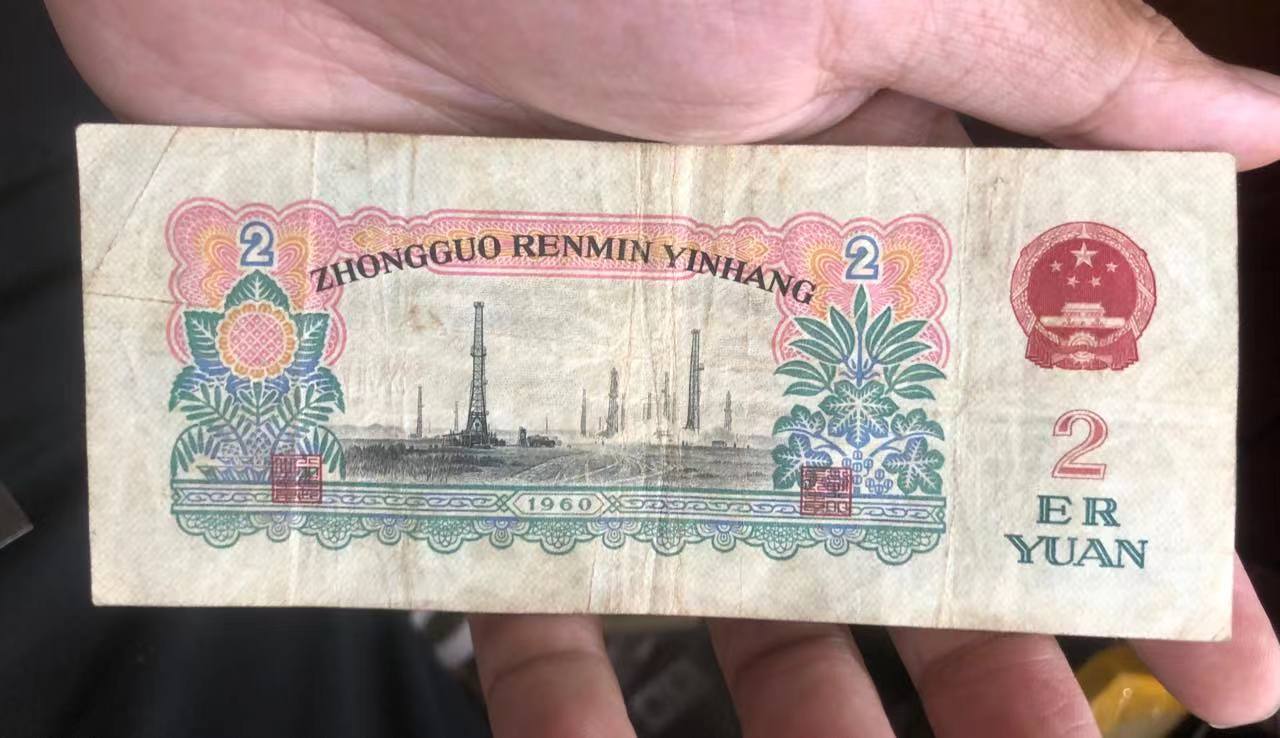 2
2
ZHONGGUO RENMIN YINHANG
1960
2
ER
YUAN